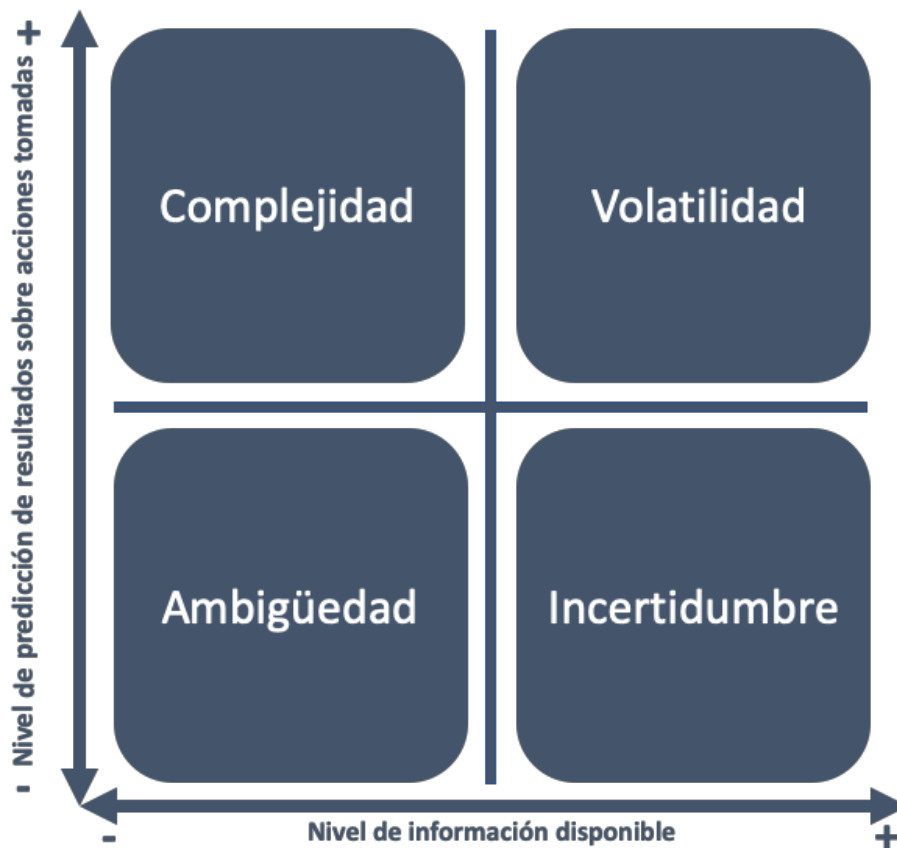 - Nivel de predicción de resultados sobre acciones tomadas +
Complejidad
Volatilidad
Ambigüedad
Incertidumbre
- Nivel de información disponible +